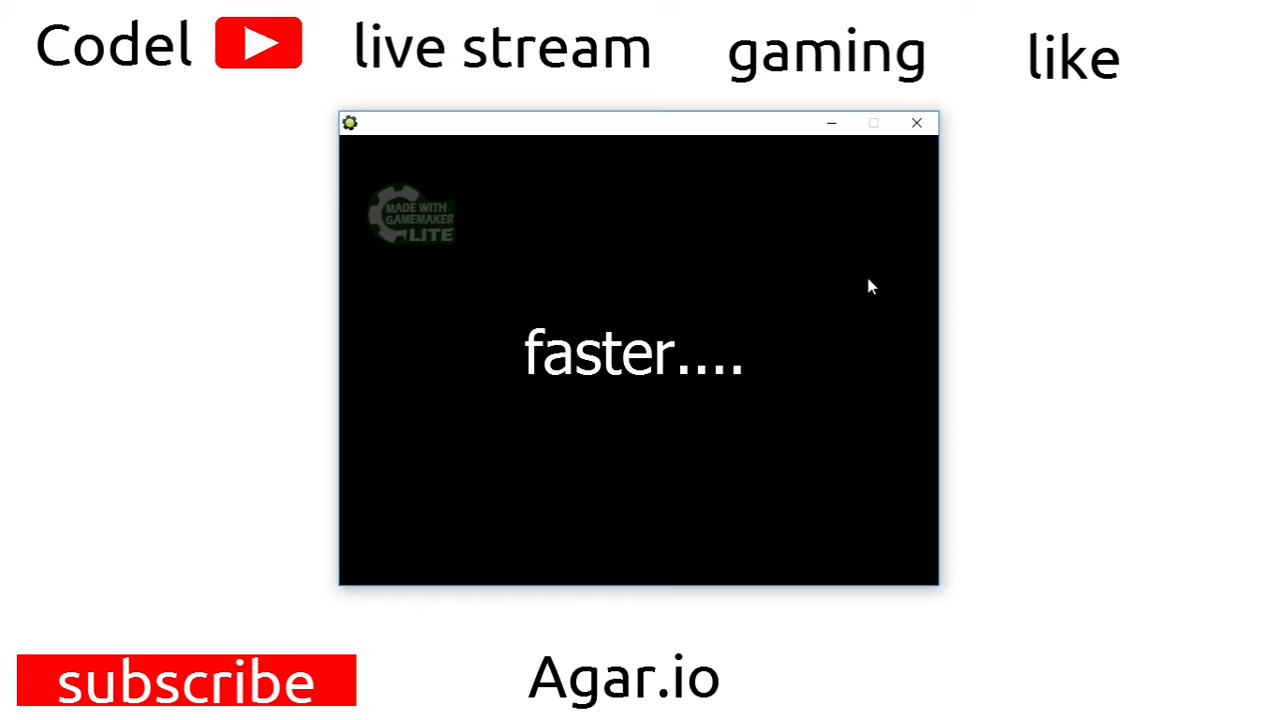 Codel live stream gaming like
MADE WITH
GAMEMAKER
LITE
faster....
subscribe Agar.io